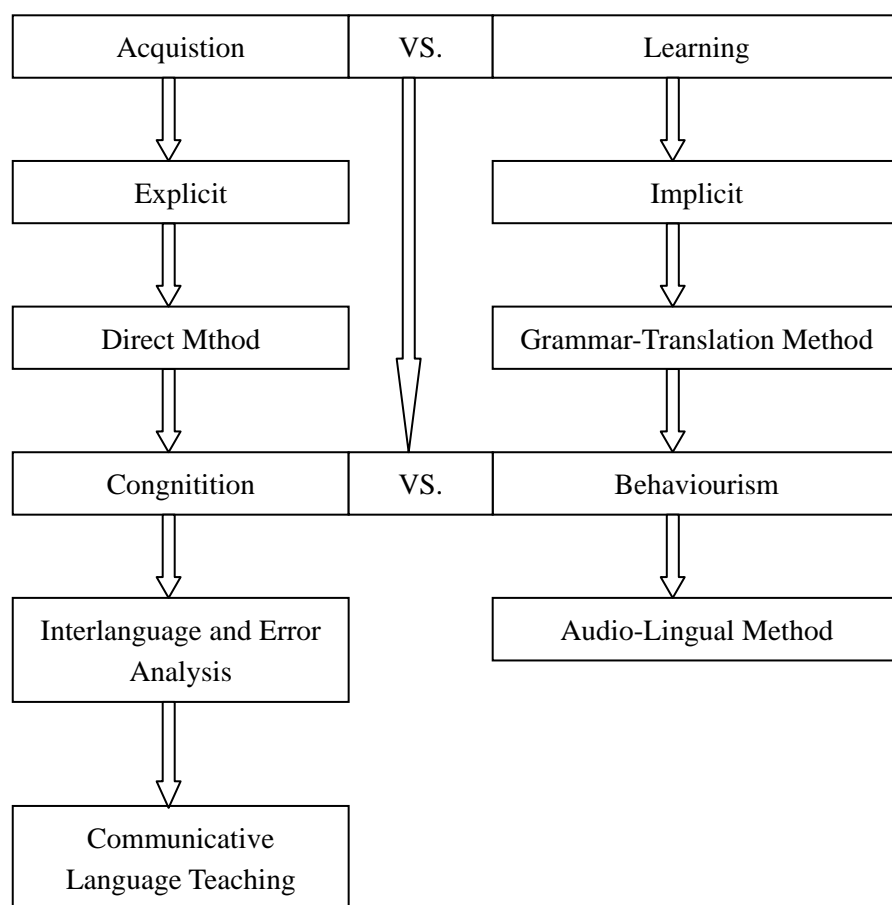 Acquistion VS. Learning
Explicit Implicit
Direct Mthod Grammar-Translation Method
Congnitition VS. Behaviourism
Interlanguage and Error
Analysis
Audio-Lingual Method
Communicative
Language Teaching